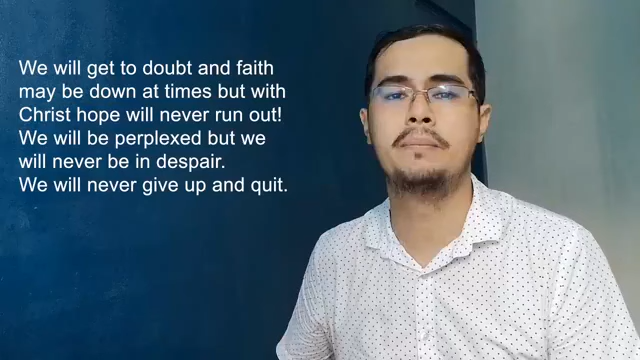 We will get to doubt and faith
may be down at times but with
Christ hope will never run out!
We will be perplexed but we
will never be in despair.
We will never give up and quit.